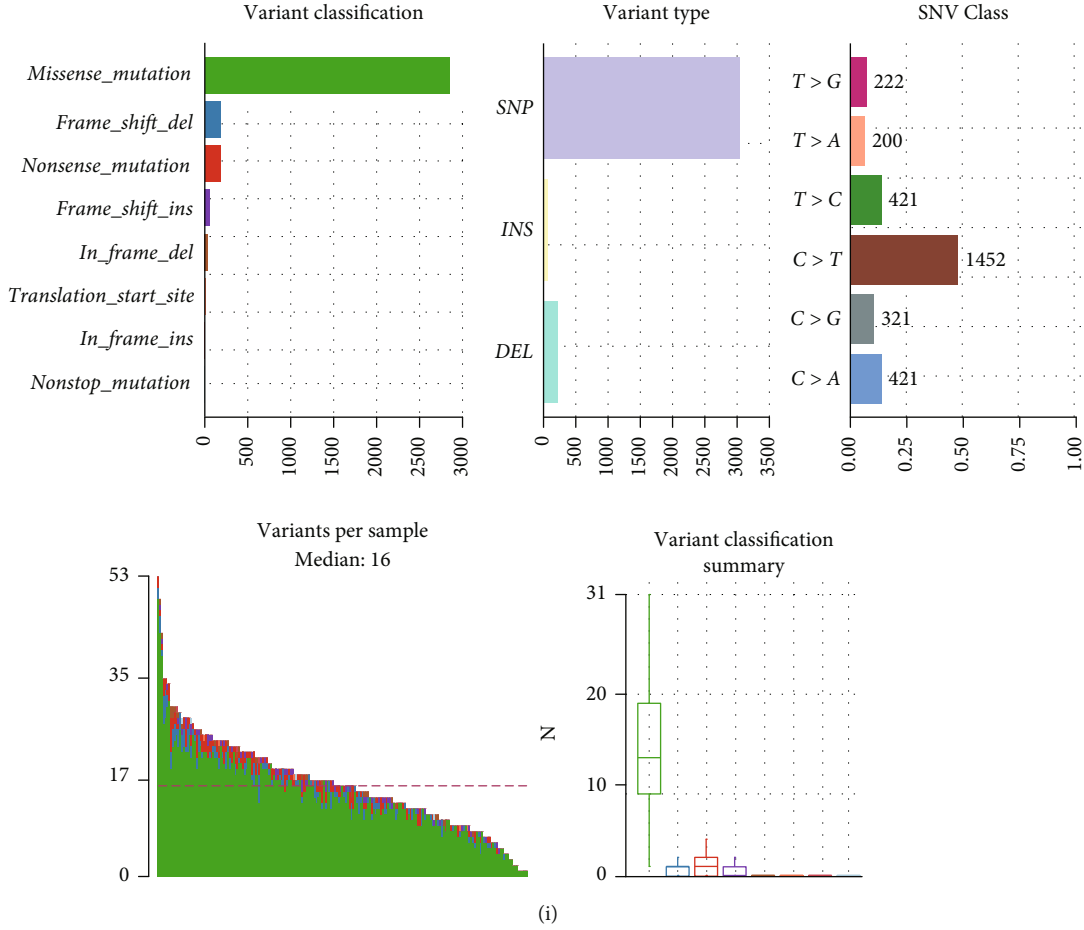 Variant classification
Missense_mutation
Frame_shift_del
Nonsense_mutation
Frame_shift_ins
In_frame_del
Translation_start_site
In_frame_ins
Nonstop_mutation
0
500
1000
1500
2000
2500
3000
Variant type
SNP
INS
DEL
0
500
1000
1500
2000
2500
3000
3500
SNV Class
T > G
222
T > A
200
T > C
421
C > T
1452
C > G
321
C > A
421
0.00
0.25
0.50
0.75
1.00
Variants per sample
Median: 16
53
35
17
0
Variant classification
summary
N
31
20
10
0
(i)